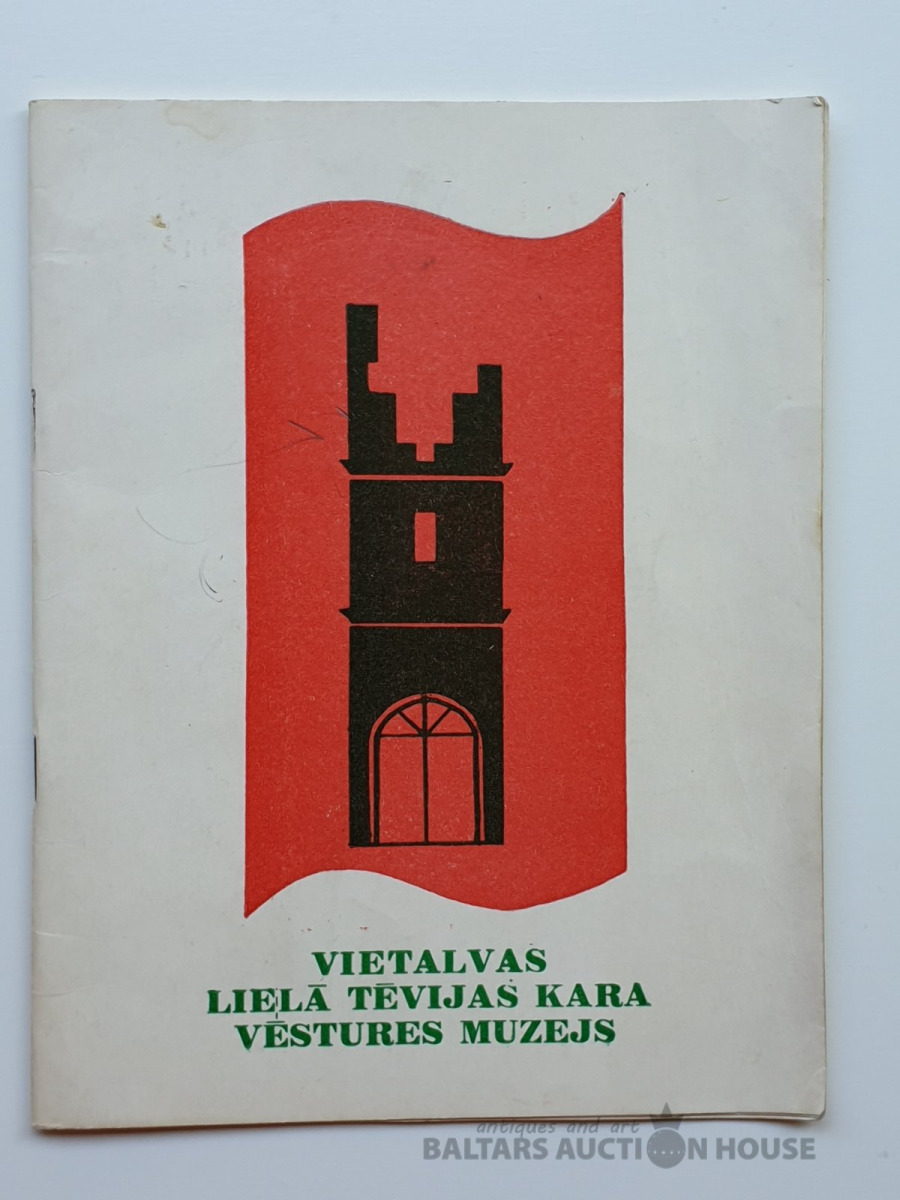 VIETALVAS
LIELĀ TĒVIJAS KARA
VĒSTURES MUZEJS
antiques and art
BALTARS AUCTION HOUSE